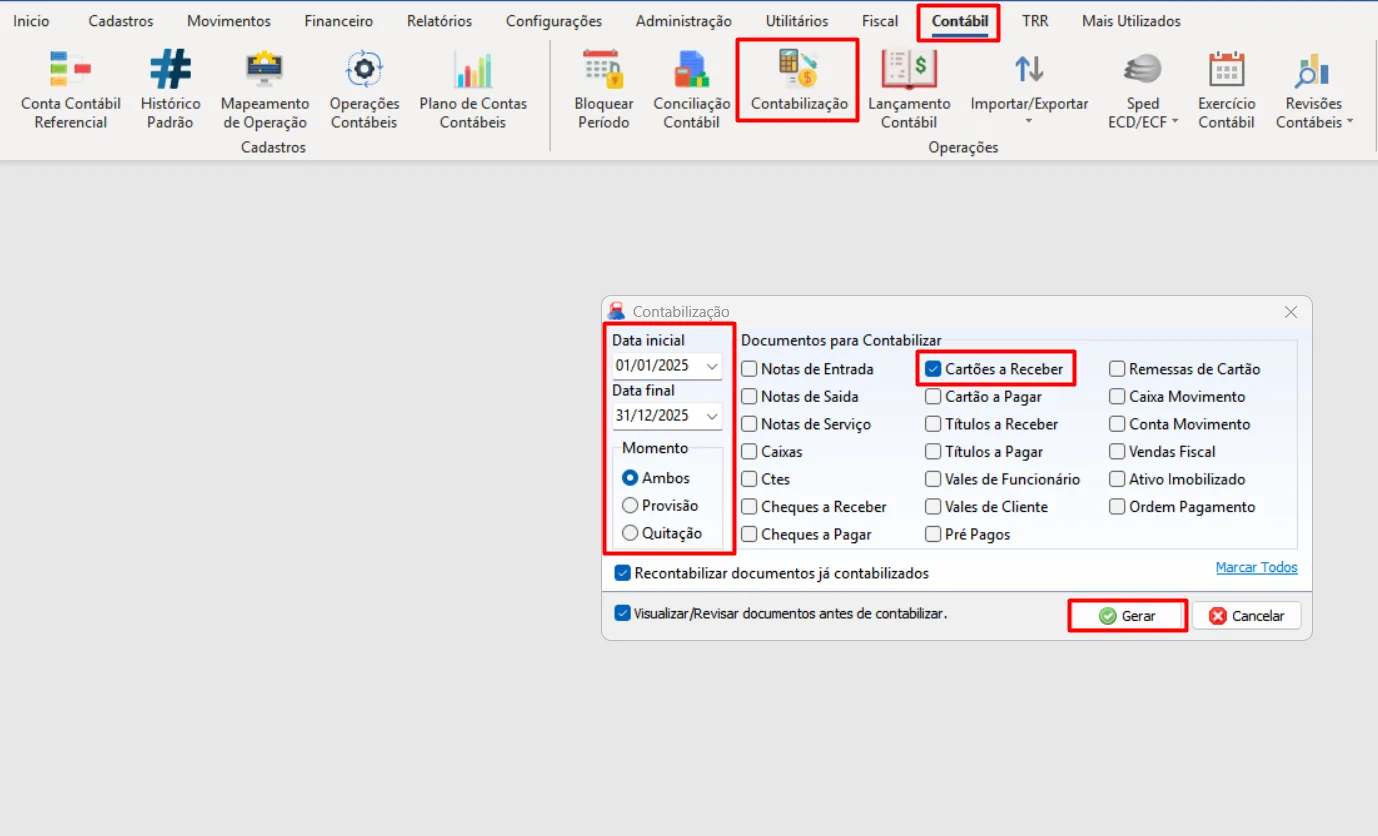 Inicio Cadastros Movimentos Financeiro Relatórios Configurações Administração Utilitários Fiscal Contábil TRR Mais Utilizados
Conta Contábil Referencial
Histórico Padrão
Mapeamento de Operação
Operações Contábeis
Plano de Contas Contábeis
Cadastros
Bloquear Período
Conciliação Contábil
Contabilização
Lançamento Contábil
Importar/Exportar
Sped ECD/ECF
Exercício Contábil
Revisões Contábeis
Operações
Contabilização
Data inicial
01/01/2025
Data final
31/12/2025
Momento
Ambos
Provisão
Quitação
Documentos para Contabilizar
Notas de Entrada
Notas de Saida
Notas de Serviço
Caixas
Ctes
Cheques a Receber
Cheques a Pagar
Cartões a Receber
Cartão a Pagar
Títulos a Receber
Títulos a Pagar
Vales de Funcionário
Vales de Cliente
Pré Pagos
Remessas de Cartão
Caixa Movimento
Conta Movimento
Vendas Fiscal
Ativo Imobilizado
Ordem Pagamento
Marcar Todos
Recontabilizar documentos já contabilizados
Visualizar/Revisar documentos antes de contabilizar.
Gerar
Cancelar